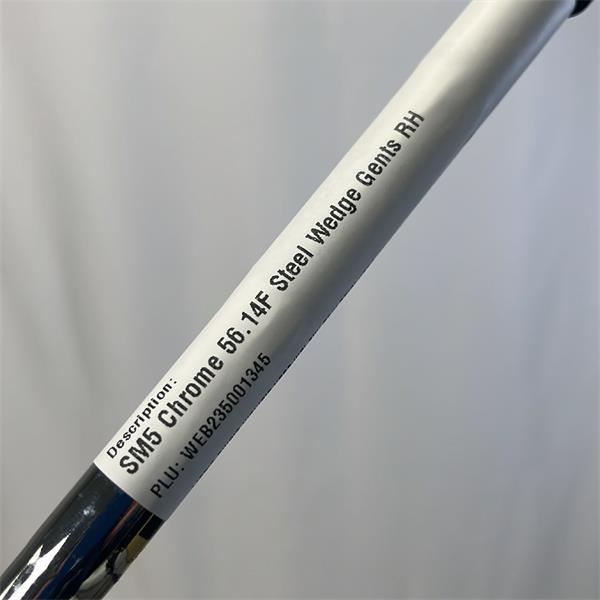 Description:
SM5 Chrome 56.14F Steel Wedge Gents RH
PLU: WEB235001345